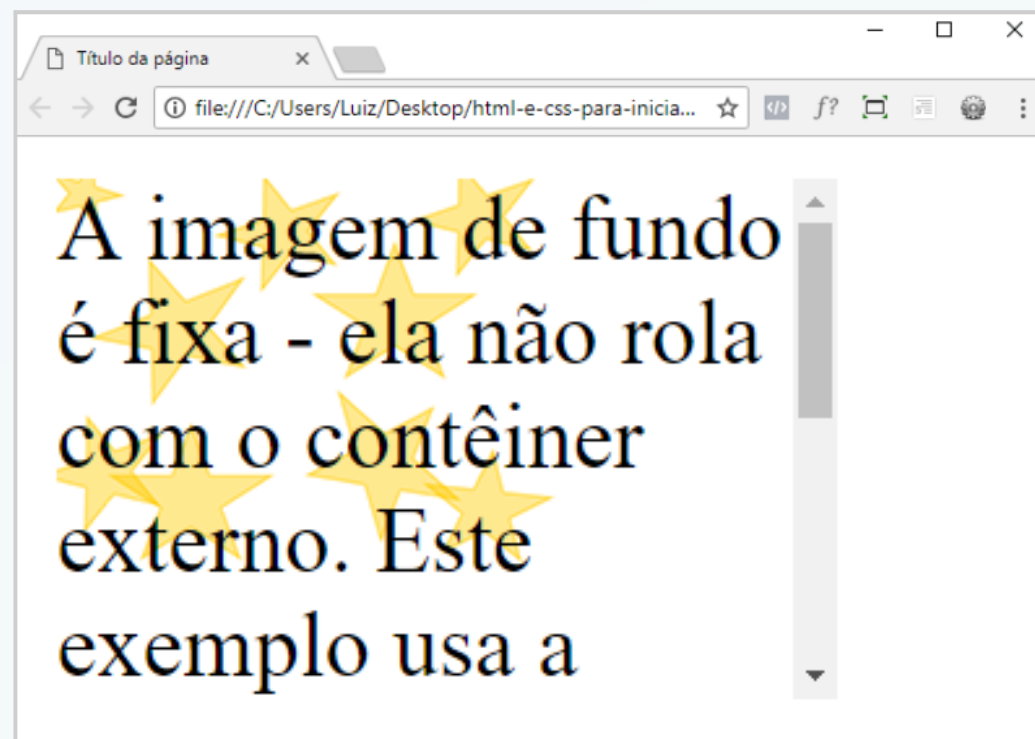 Título da página
file:///C:/Users/Luiz/Desktop/html-e-css-para-inicia...
f?
A imagem de fundo
é fixa - ela não rola
com o contêiner
externo. Este
exemplo usa a